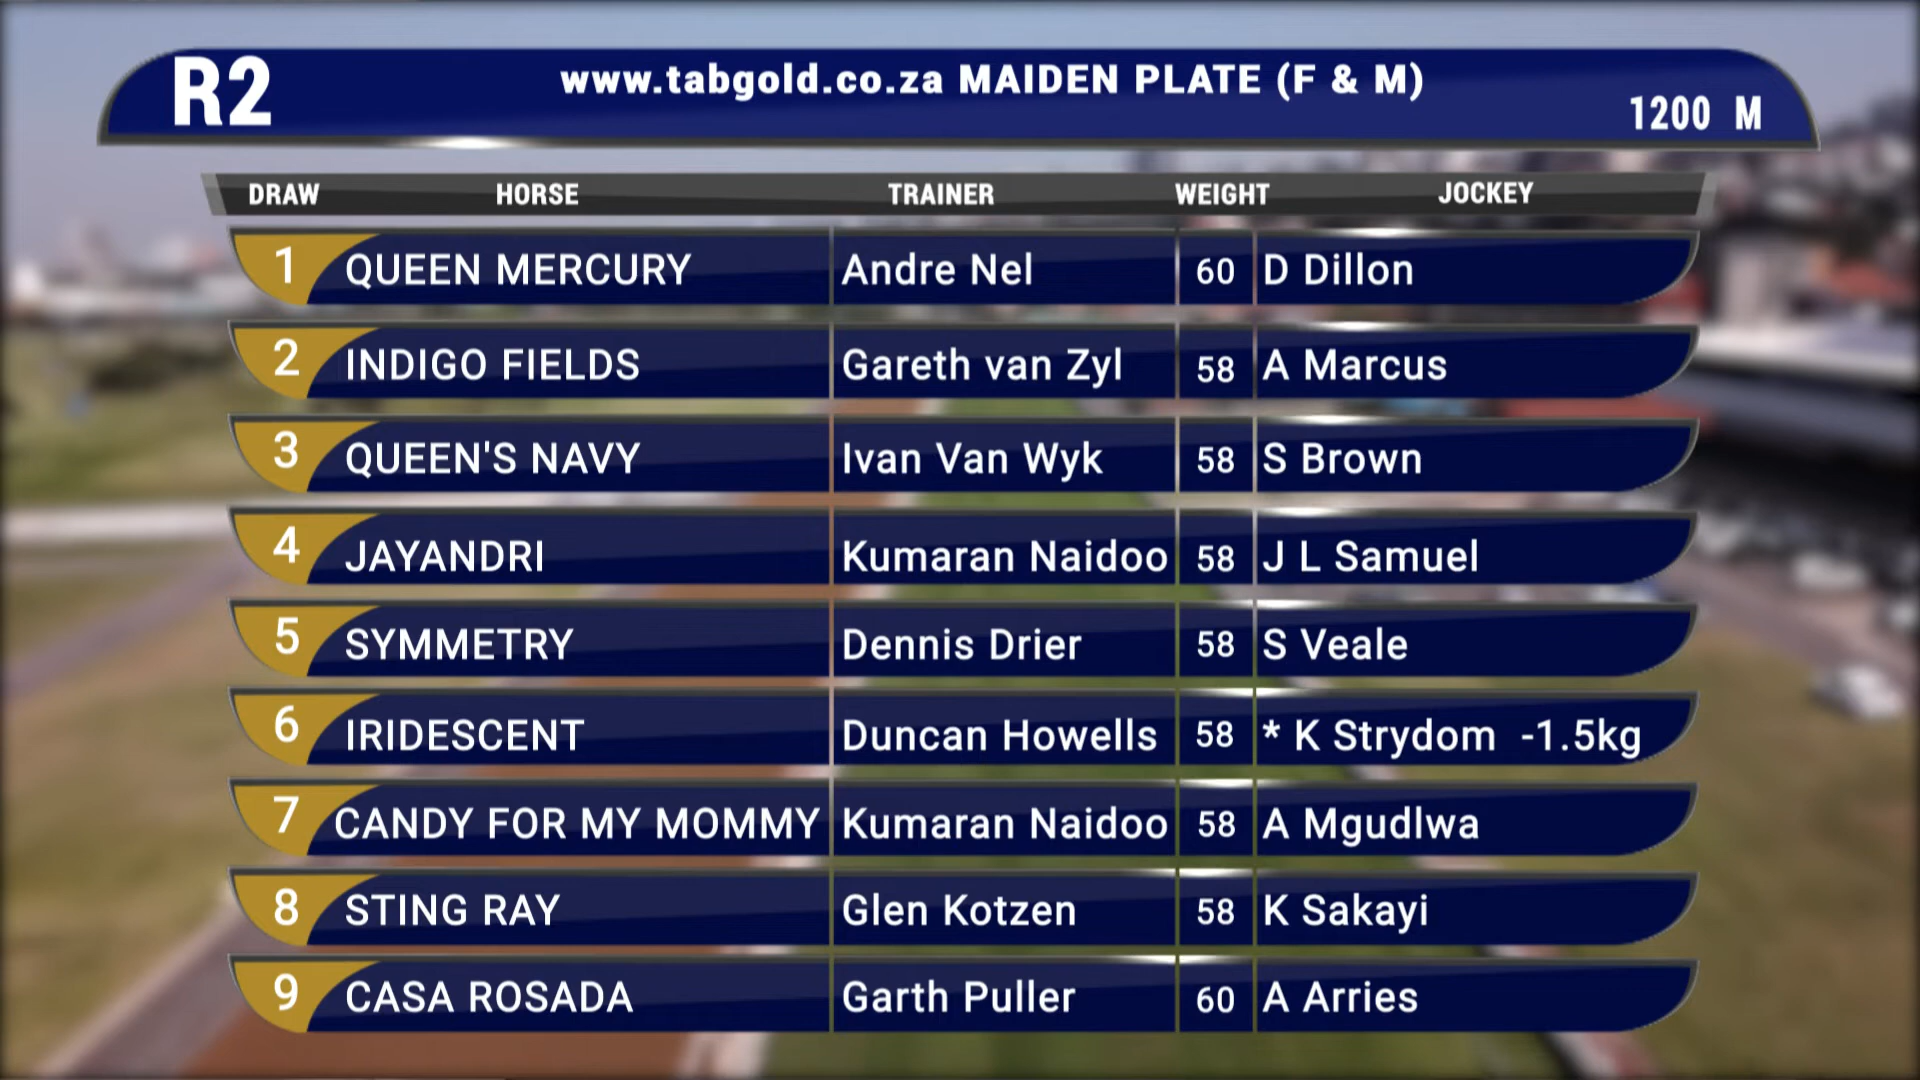 R2
www.tabgold.co.za MAIDEN PLATE (F & M)
1200 M
DRAW HORSE TRAINER WEIGHT JOCKEY
1 QUEEN MERCURY Andre Nel 60 D Dillon
2 INDIGO FIELDS Gareth van Zyl 58 A Marcus
3 QUEEN'S NAVY Ivan Van Wyk 58 S Brown
4 JAYANDRI Kumaran Naidoo 58 J L Samuel
5 SYMMETRY Dennis Drier 58 S Veale
6 IRIDESCENT Duncan Howells 58 * K Strydom -1.5kg
7 CANDY FOR MY MOMMY Kumaran Naidoo 58 A Mgudlwa
8 STING RAY Glen Kotzen 58 K Sakayi
9 CASA ROSADA Garth Puller 60 A Arries